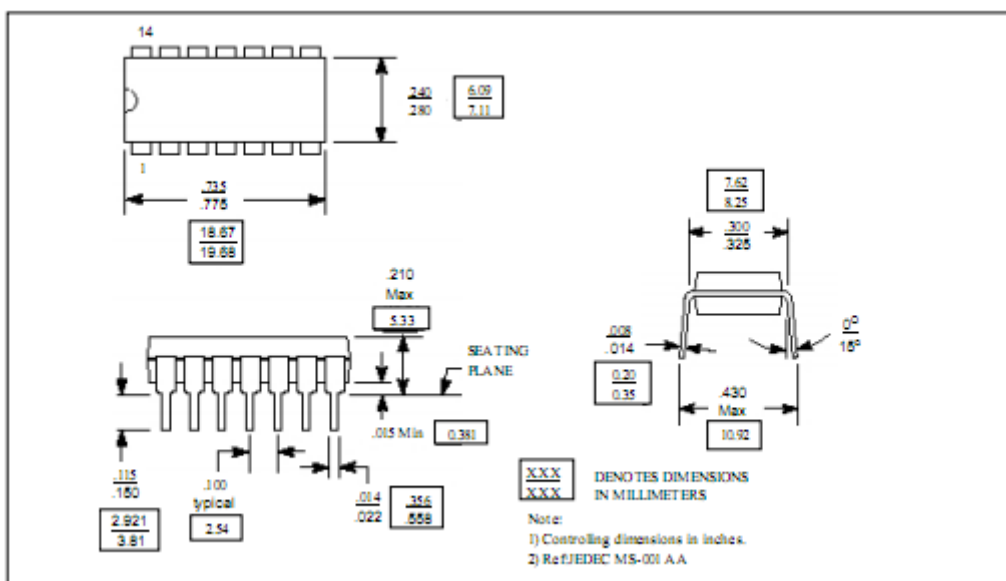 14
.240
.280
6.09
7.11
1
.735
.775
18.67
19.68
7.62
8.25
.300
.325
.210
Max
5.33
SEATING
PLANE
.008
.014
0°
15°
0.20
0.35
.430
Max
10.92
.015 Min
0.381
.115
.150
2.921
3.81
.100
typical
2.54
.014
.022
.356
.558
XXX
XXX
DENOTES DIMENSIONS
IN MILLIMETERS
Note:
1) Controlling dimensions in inches.
2) Ref:JEDEC MS-001 AA